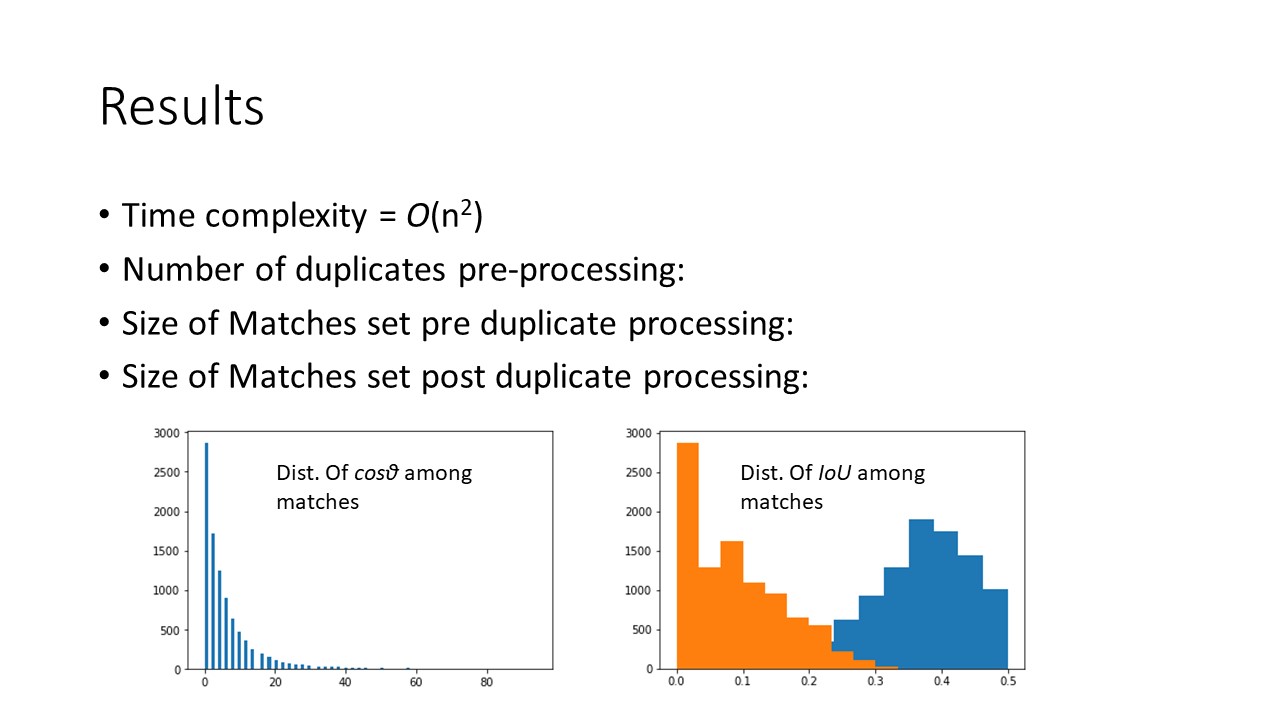 Results
• Time complexity = O(n²)
• Number of duplicates pre-processing:
• Size of Matches set pre duplicate processing:
• Size of Matches set post duplicate processing:
3000
2500
2000
1500
1000
500
0
0 20 40 60 80
Dist. Of cosϑ among
matches
3000
2500
2000
1500
1000
500
0
0.0 0.1 0.2 0.3 0.4 0.5
Dist. Of IoU among
matches